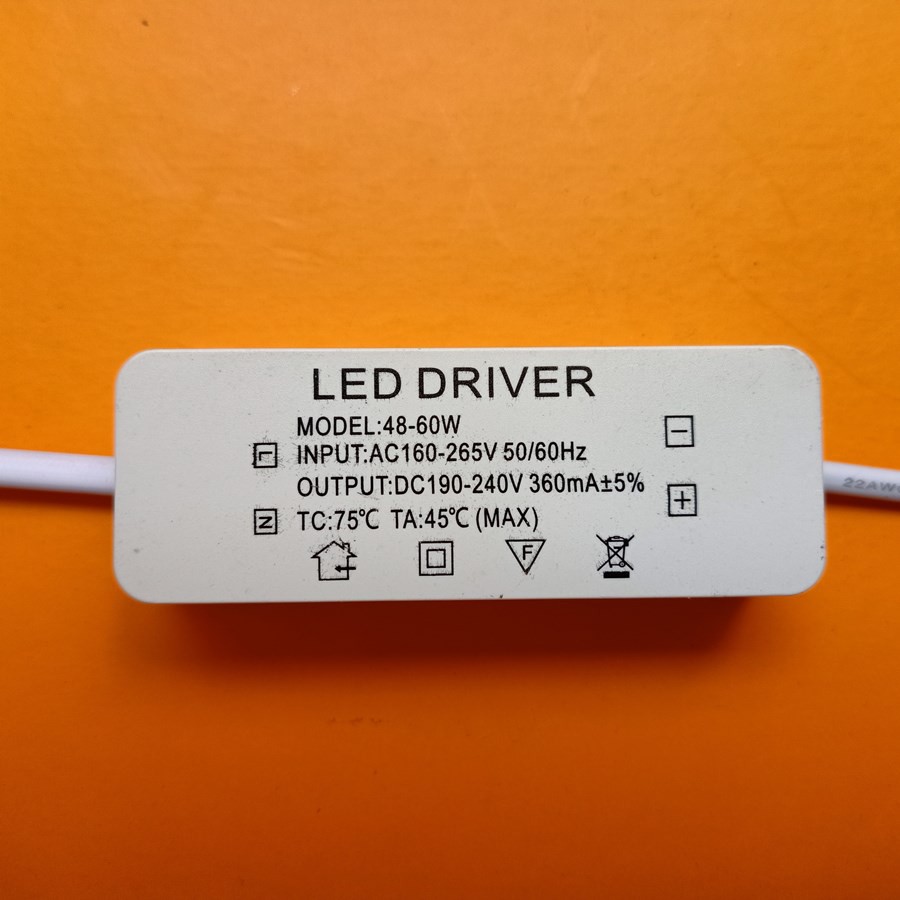 LED DRIVER
MODEL:48-60W
INPUT:AC160-265V 50/60Hz
OUTPUT:DC190-240V 360mA±5%
TC:75℃ TA:45℃ (MAX)
L
N
−
+
F
22AWG